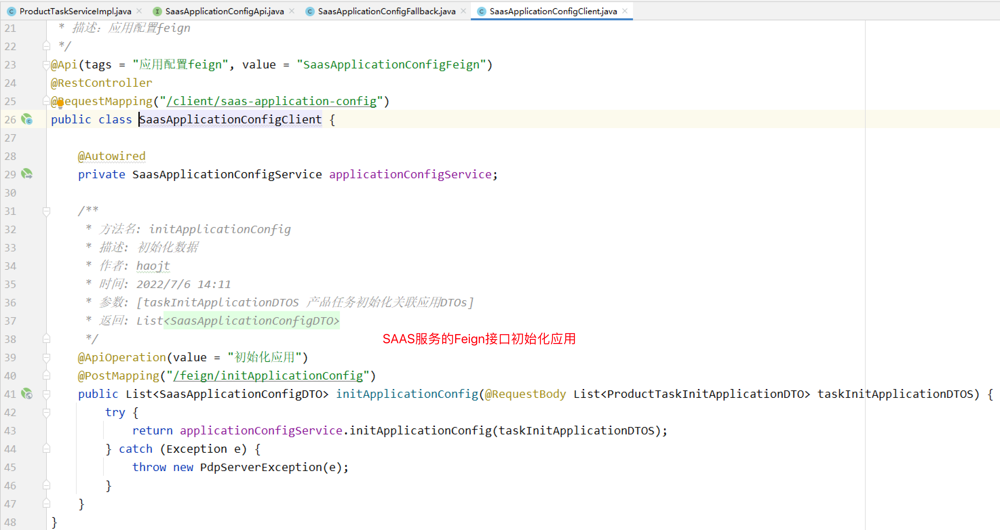 ProductTaskServiceImpl.java SaasApplicationConfigApi.java SaasApplicationConfigFallback.java SaasApplicationConfigClient.java
21 * 描述：应用配置feign
22 */
23 @Api(tags = "应用配置feign", value = "SaasApplicationConfigFeign")
24 @RestController
25 @RequestMapping("/client/saas-application-config")
26 public class SaasApplicationConfigClient {
27
28 @Autowired
29 private SaasApplicationConfigService applicationConfigService;
30
31 /**
32 * 方法名: initApplicationConfig
33 * 描述: 初始化数据
34 * 作者: haojt
35 * 时间: 2022/7/6 14:11
36 * 参数: [taskInitApplicationDTOS 产品任务初始化关联应用DTOs]
37 * 返回: List<SaasApplicationConfigDTO>
38 */ SAAS服务的Feign接口初始化应用
39 @ApiOperation(value = "初始化应用")
40 @PostMapping("/feign/initApplicationConfig")
41 public List<SaasApplicationConfigDTO> initApplicationConfig(@RequestBody List<ProductTaskInitApplicationDTO> taskInitApplicationDTOS) {
42 try {
43 return applicationConfigService.initApplicationConfig(taskInitApplicationDTOS);
44 } catch (Exception e) {
45 throw new PdpServerException(e);
46 }
47 }
48 }